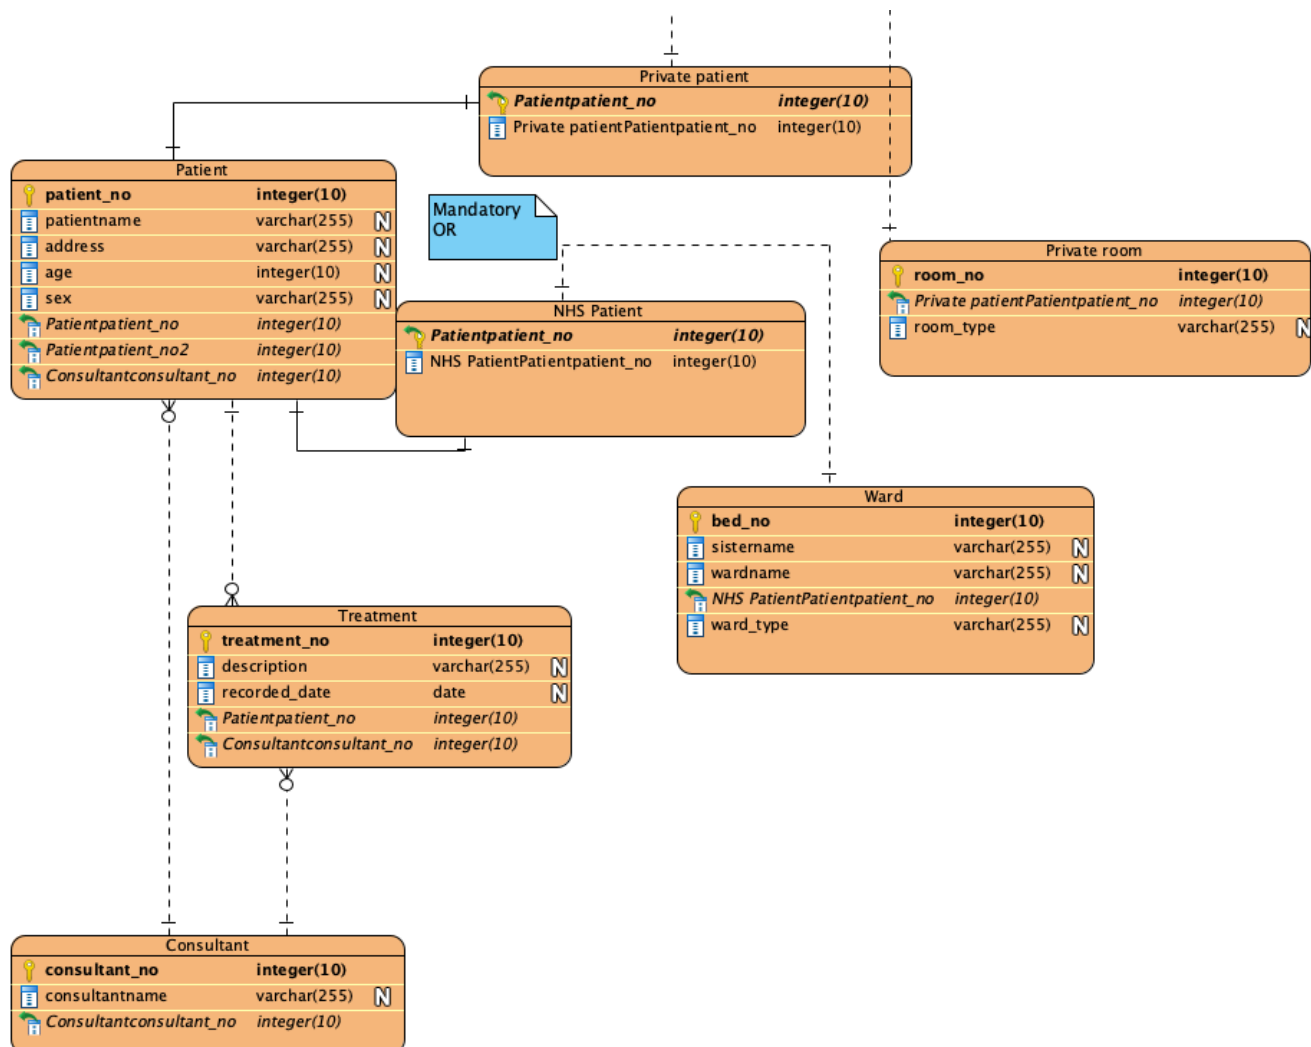 Private patient
Patientpatient_no integer(10)
Private patientPatientpatient_no integer(10)
Patient
patient_no integer(10)
patientname varchar(255) N
address varchar(255) N
age integer(10) N
sex varchar(255) N
Patientpatient_no integer(10)
Patientpatient_no2 integer(10)
Consultantconsultant_no integer(10)
Mandatory
OR
Private room
room_no integer(10)
Private patientPatientpatient_no integer(10)
room_type varchar(255) N
NHS Patient
Patientpatient_no integer(10)
NHS PatientPatientpatient_no integer(10)
Ward
bed_no integer(10)
sistername varchar(255) N
wardname varchar(255) N
NHS PatientPatientpatient_no integer(10)
ward_type varchar(255) N
Treatment
treatment_no integer(10)
description varchar(255) N
recorded_date date N
Patientpatient_no integer(10)
Consultantconsultant_no integer(10)
Consultant
consultant_no integer(10)
consultantname varchar(255) N
Consultantconsultant_no integer(10)